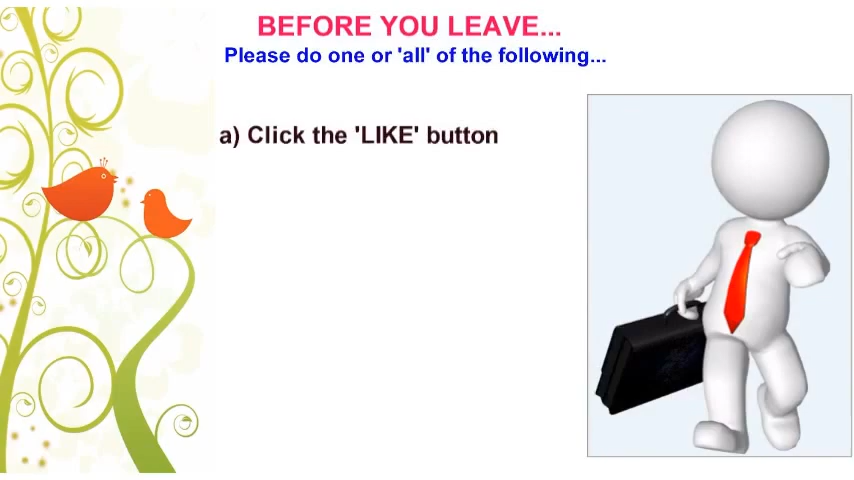 BEFORE YOU LEAVE...
Please do one or 'all' of the following...
a) Click the 'LIKE' button